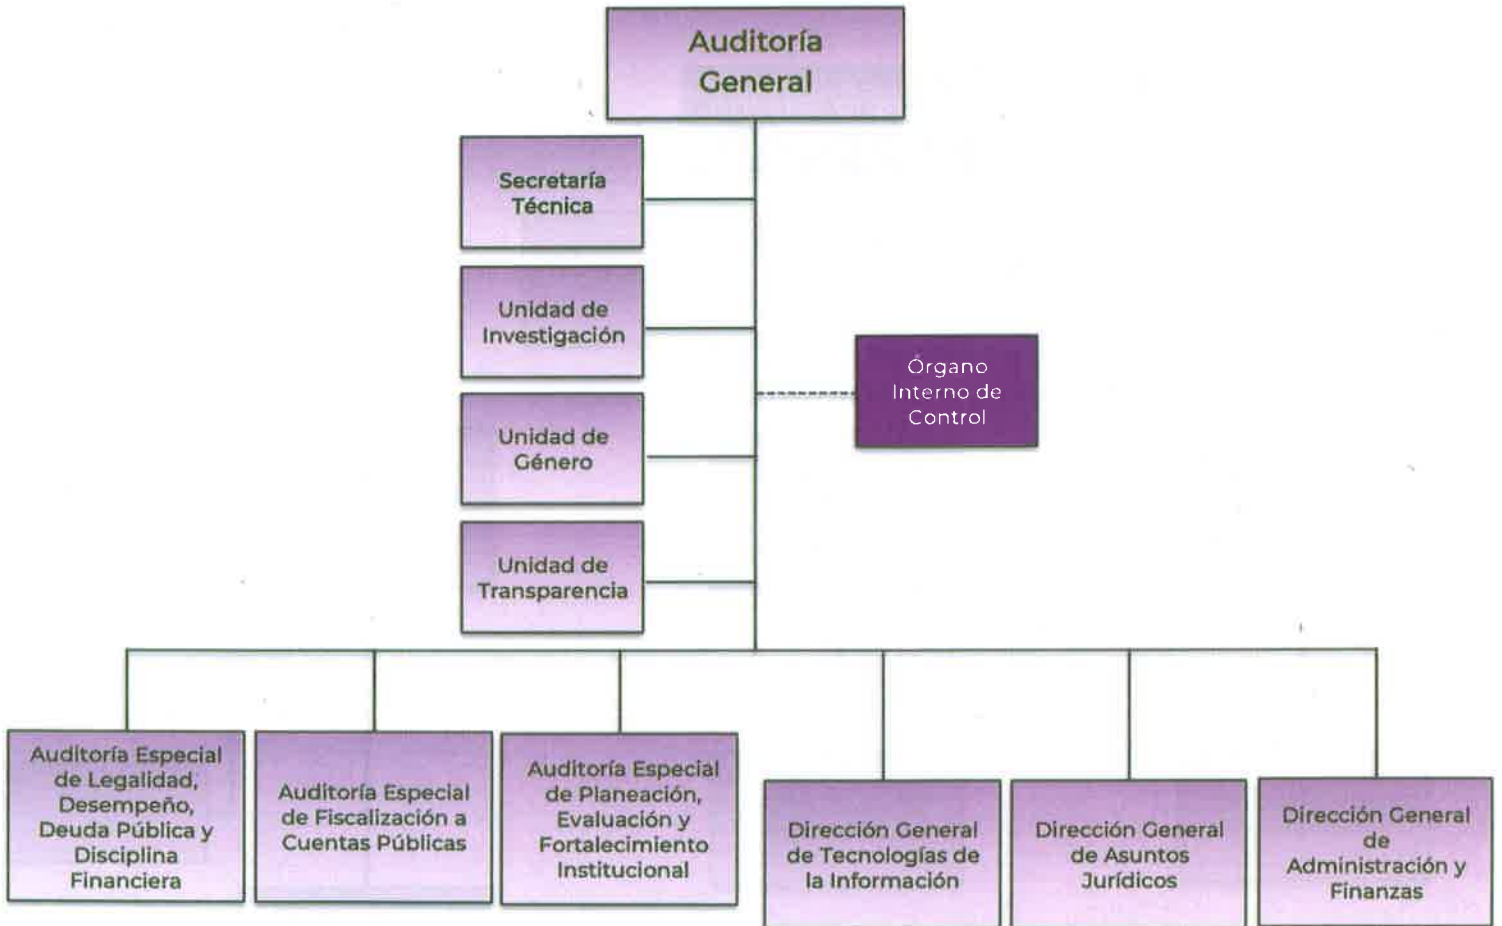 Auditoría
General
Secretaría
Técnica
Unidad de
Investigación
Órgano
Interno de
Control
Unidad de
Género
Unidad de
Transparencia
Auditoría Especial
de Legalidad,
Desempeño,
Deuda Pública y
Disciplina
Financiera
Auditoría Especial
de Fiscalización a
Cuentas Públicas
Auditoría Especial
de Planeación,
Evaluación y
Fortalecimiento
Institucional
Dirección General
de Tecnologías de
la Información
Dirección General
de Asuntos
Jurídicos
Dirección General
de
Administración y
Finanzas